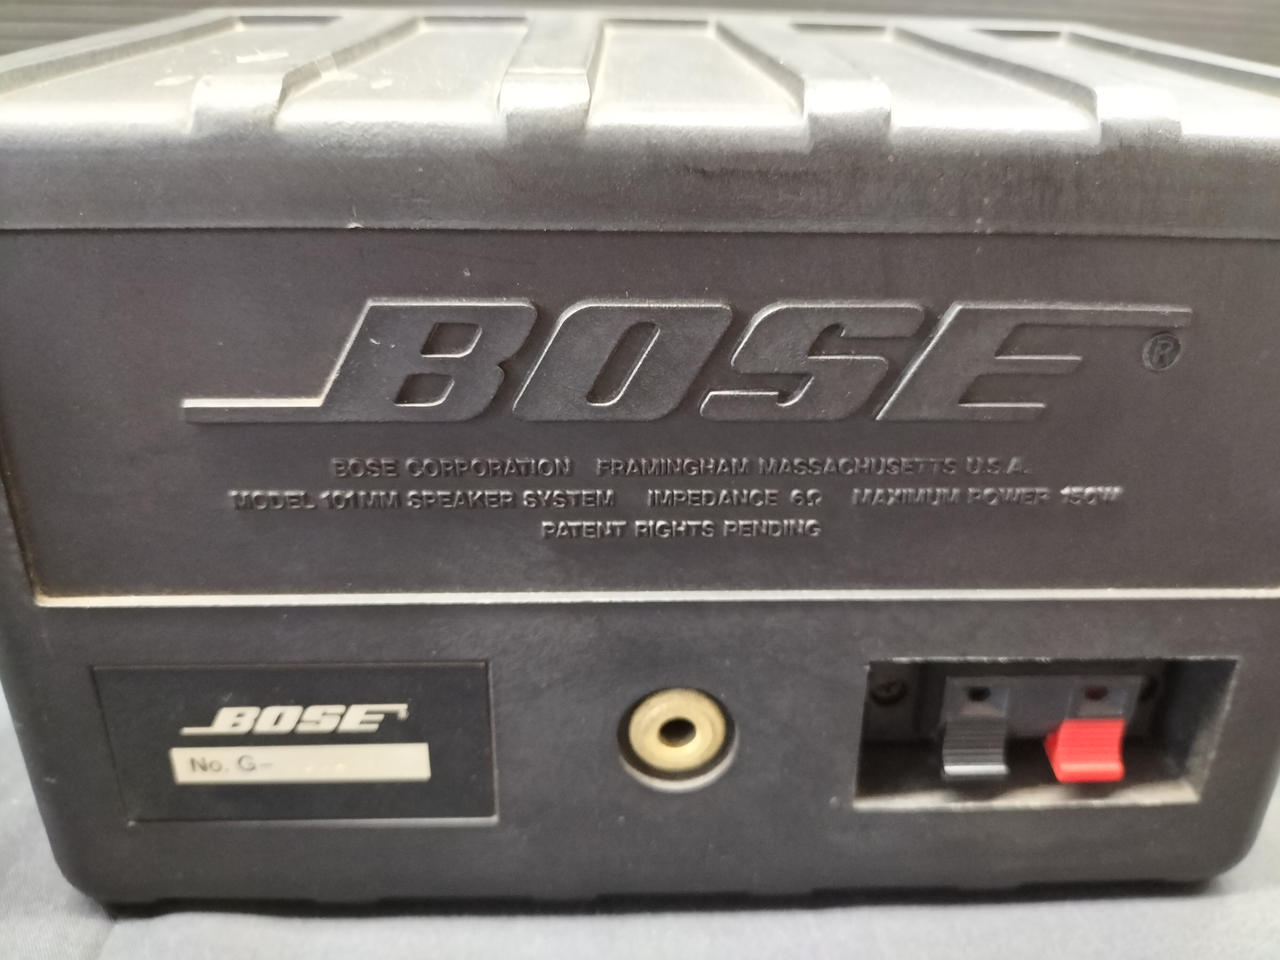 BOSE ®
BOSE CORPORATION FRAMINGHAM MASSACHUSETTS U.S.A.
MODEL 101MM SPEAKER SYSTEM IMPEDANCE 6Ω MAXIMUM POWER 150W
PATENT RIGHTS PENDING
BOSE
No. G-